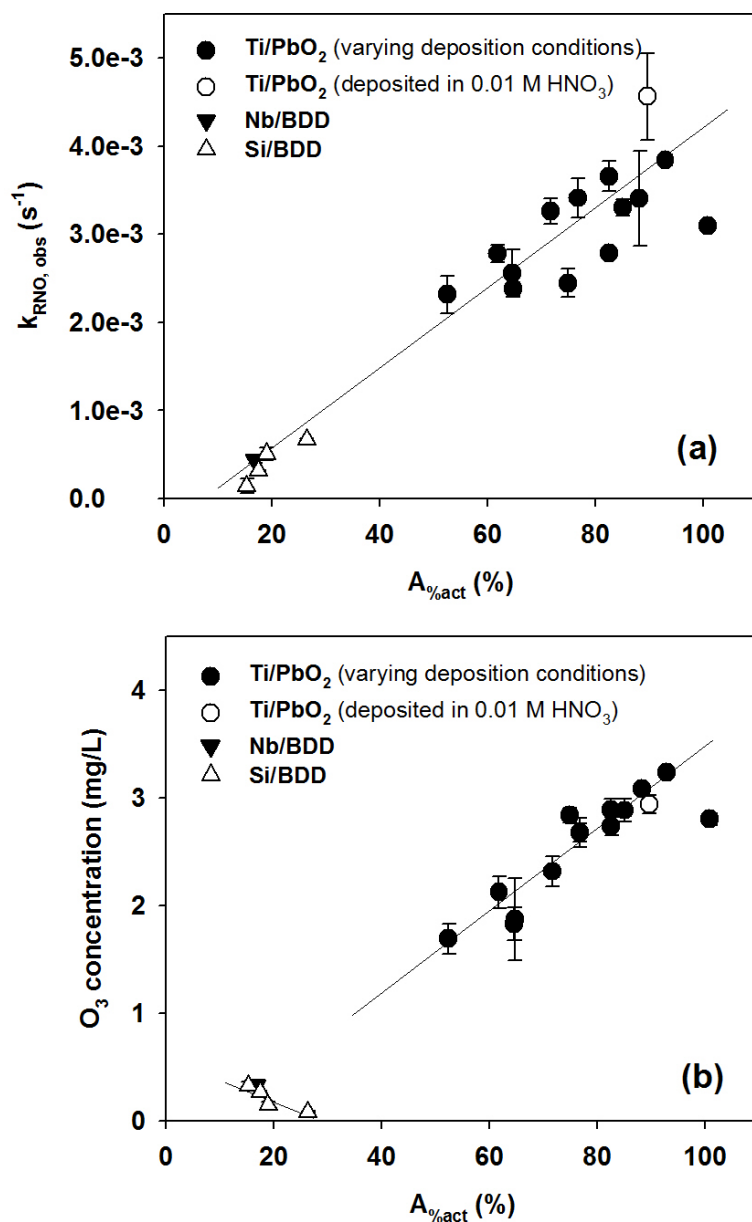 Ti/PbO2 (varying deposition conditions)
5.0e-3
Ti/PbO2 (deposited in 0.01 M HNO3)
Nb/BDD
4.0e-3
Si/BDD
kRNO, obs (s-1)
3.0e-3
2.0e-3
1.0e-3
(a)
0.0
0 20 40 60 80 100
A%act (%)
Ti/PbO2 (varying deposition conditions)
4
Ti/PbO2 (deposited in 0.01 M HNO3)
Nb/BDD
Si/BDD
O3 concentration (mg/L)
3
2
1
(b)
0
0 20 40 60 80 100
A%act (%)